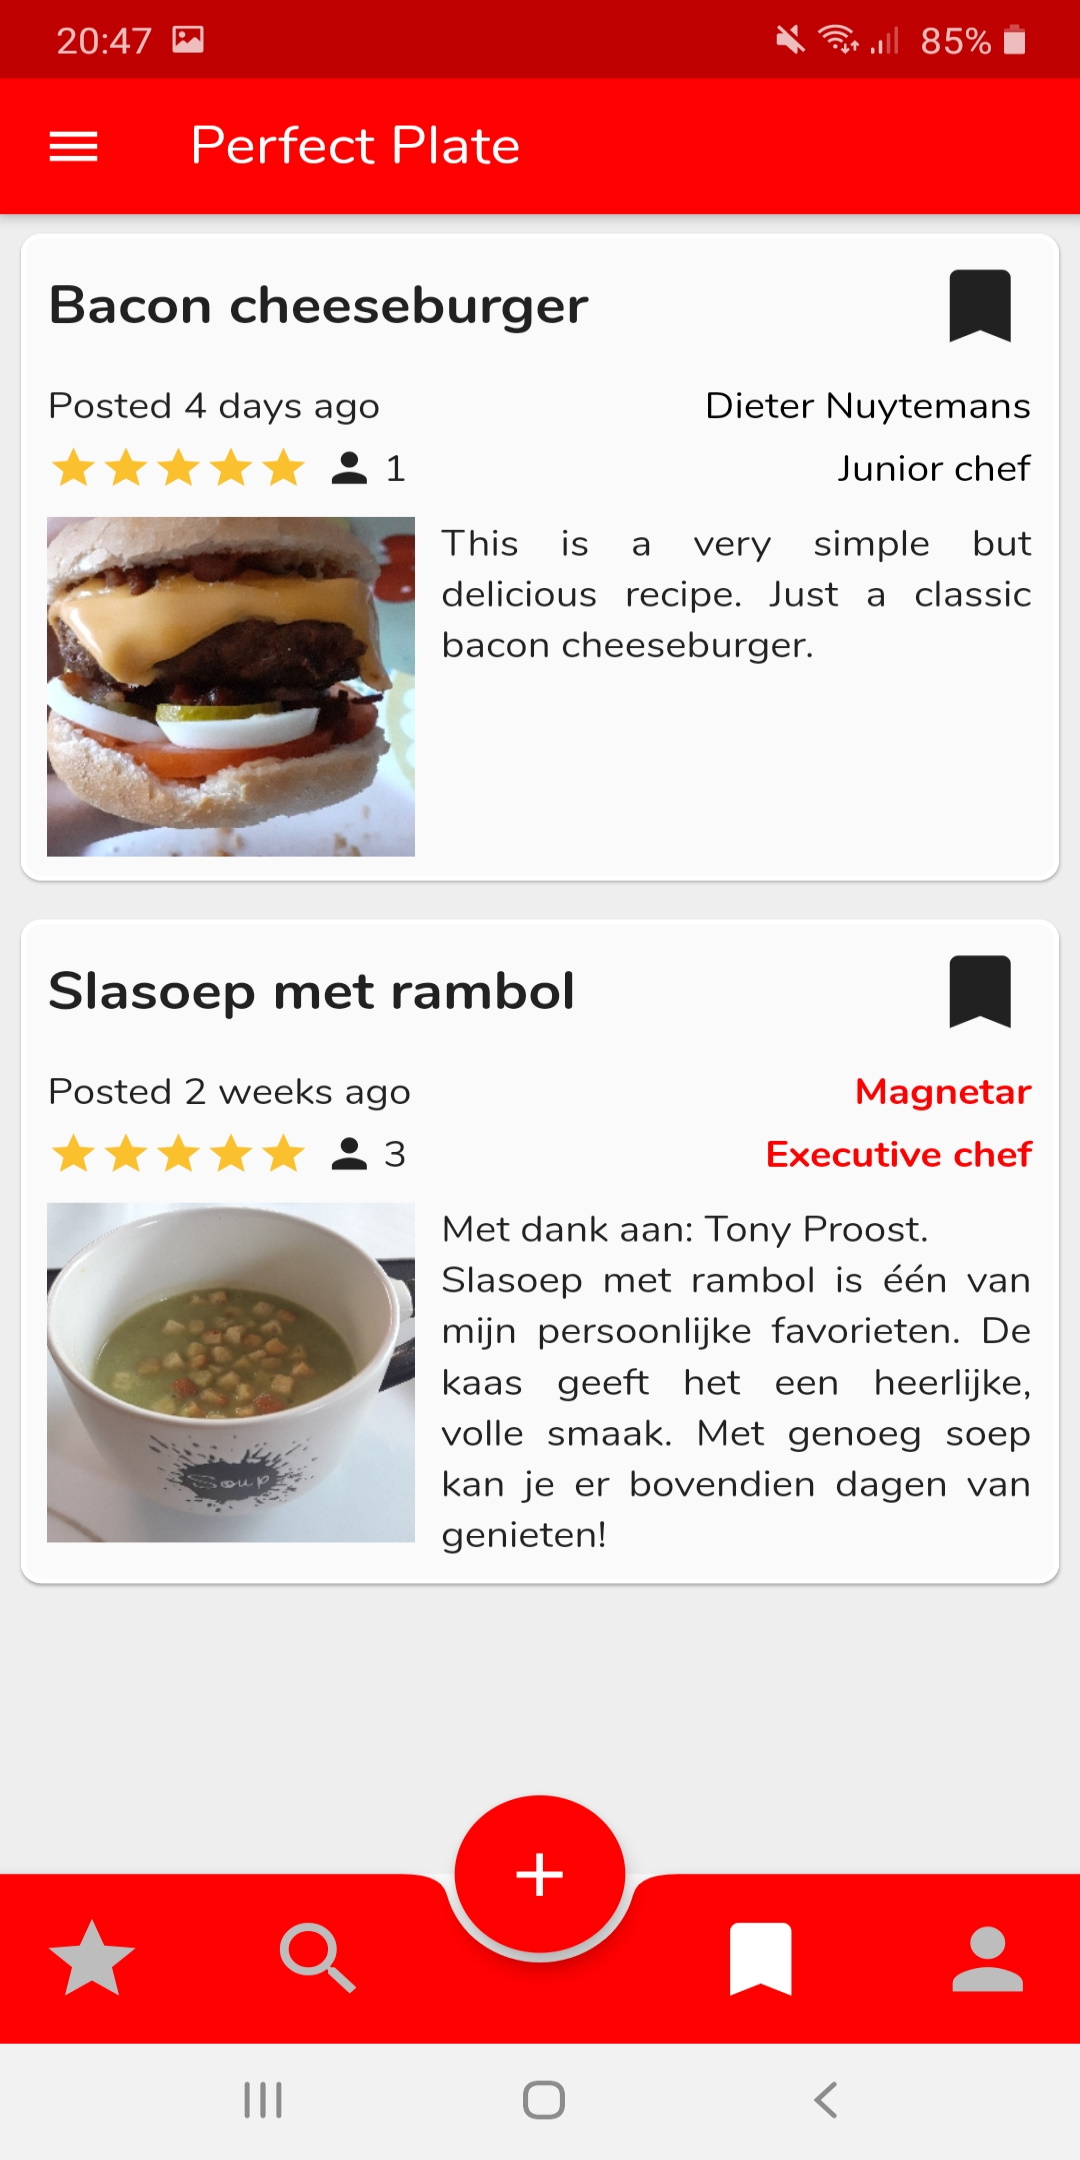 20:47
85%
Perfect Plate
Bacon cheeseburger
Posted 4 days ago
Dieter Nuytemans
1
Junior chef
This is a very simple but
delicious recipe. Just a classic
bacon cheeseburger.
Slasoep met rambol
Posted 2 weeks ago
Magnetar
3
Executive chef
Met dank aan: Tony Proost.
Slasoep met rambol is één van
mijn persoonlijke favorieten. De
kaas geeft het een heerlijke,
volle smaak. Met genoeg soep
kan je er bovendien dagen van
genieten!
Soup